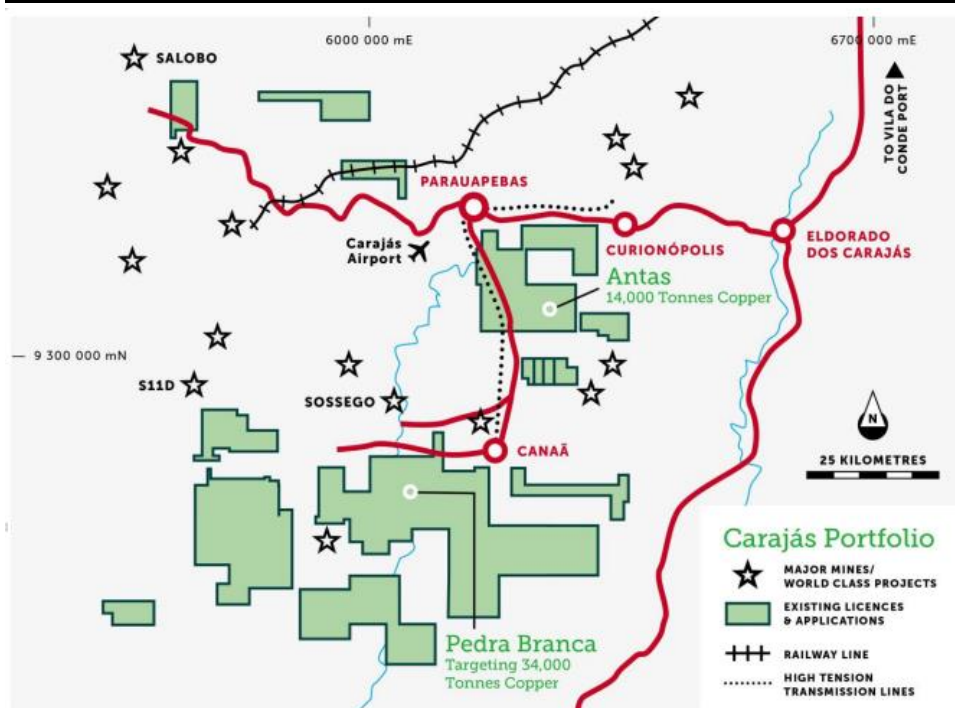 6000 000 mE
6700 000 mE
SALOBO
TO VILA DO
CONDE PORT
PARAUAPEBAS
Carajás
Airport
CURIONÓPOLIS
ELDORADO
DOS CARAJÁS
Antas
14,000 Tonnes Copper
9 300 000 mN
S11D
SOSSEGO
N
CANAÃ
25 KILOMETRES
Carajás Portfolio
MAJOR MINES/
WORLD CLASS PROJECTS
EXISTING LICENCES
& APPLICATIONS
RAILWAY LINE
HIGH TENSION
TRANSMISSION LINES
Pedra Branca
Targeting 34,000
Tonnes Copper